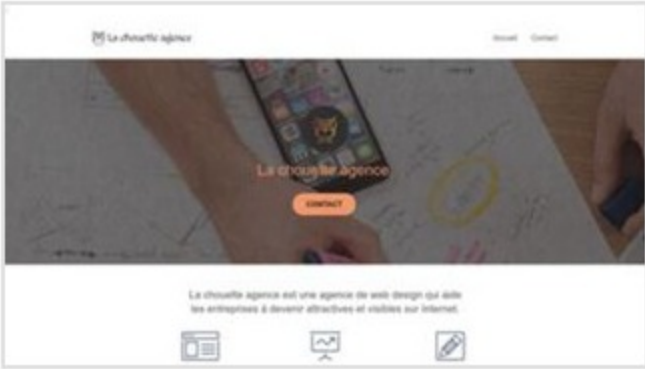 La chouette agence
Accueil Contact
La chouette agence
CONTACT
La chouette agence est une agence de web design qui aide
les entreprises à devenir attractives et visibles sur Internet.